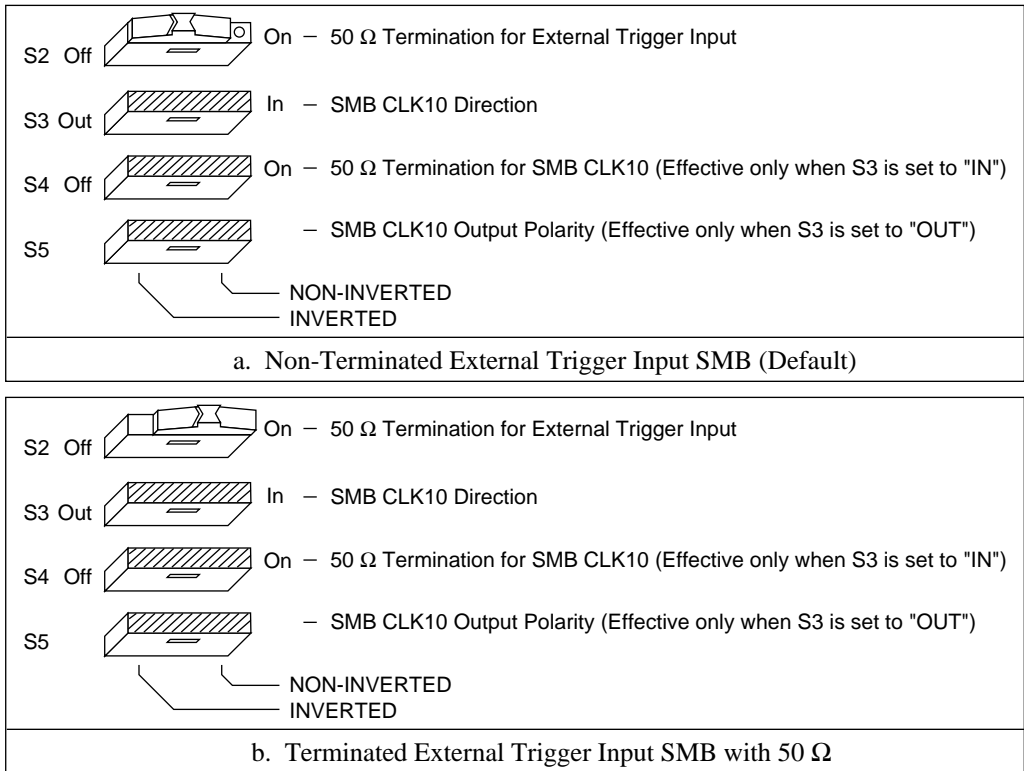 S2 Off On – 50 Ω Termination for External Trigger Input
S3 Out In – SMB CLK10 Direction
S4 Off On – 50 Ω Termination for SMB CLK10 (Effective only when S3 is set to "IN")
S5 – SMB CLK10 Output Polarity (Effective only when S3 is set to "OUT")
NON-INVERTED
INVERTED
a. Non-Terminated External Trigger Input SMB (Default)
S2 Off On – 50 Ω Termination for External Trigger Input
S3 Out In – SMB CLK10 Direction
S4 Off On – 50 Ω Termination for SMB CLK10 (Effective only when S3 is set to "IN")
S5 – SMB CLK10 Output Polarity (Effective only when S3 is set to "OUT")
NON-INVERTED
INVERTED
b. Terminated External Trigger Input SMB with 50 Ω